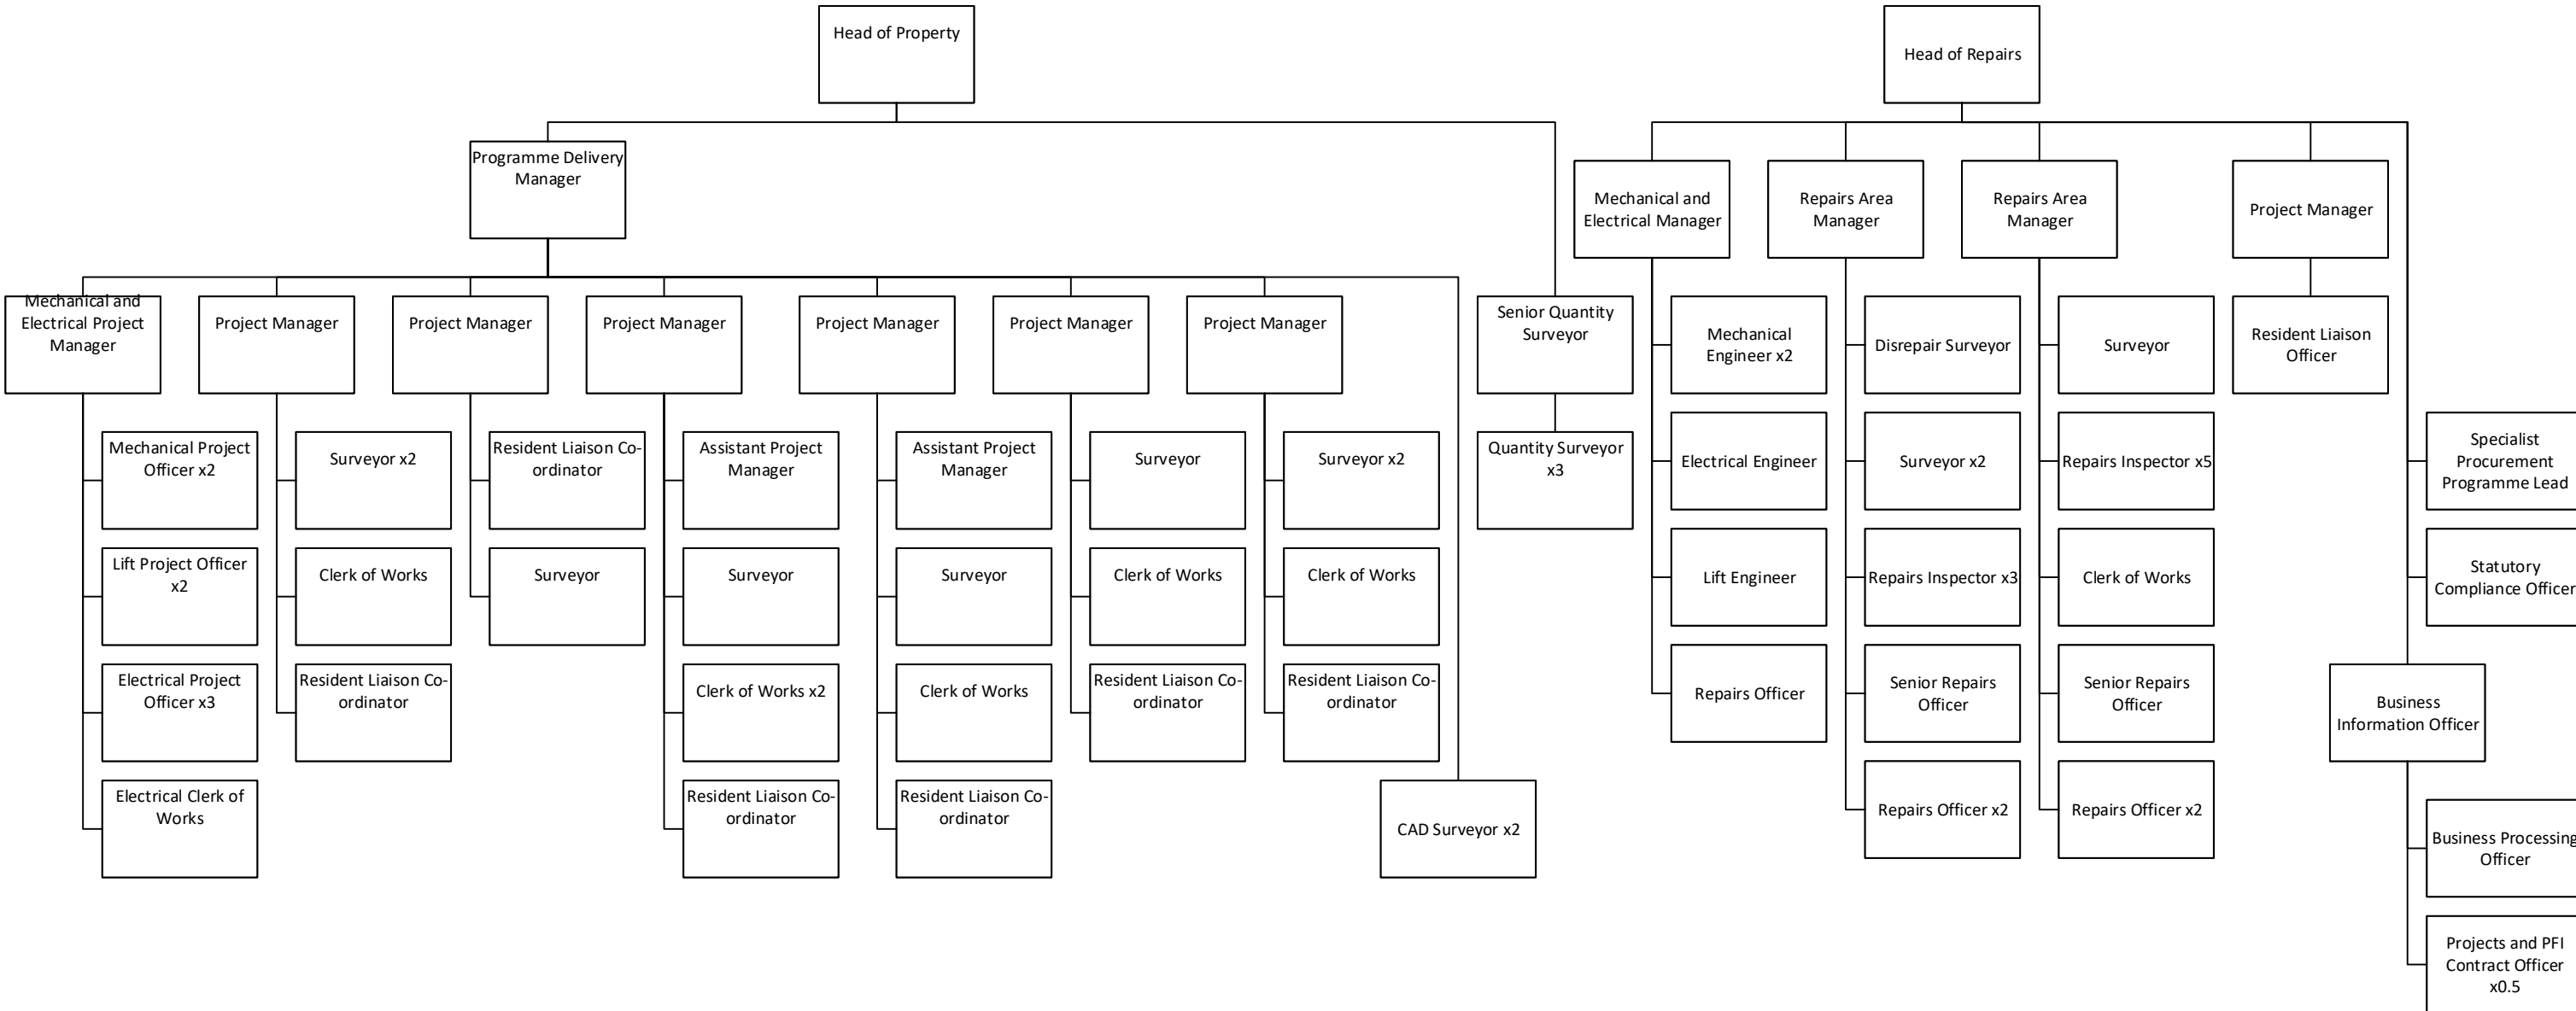 Head of Property
Head of Repairs
Programme Delivery
Manager
Mechanical and
Electrical Manager
Repairs Area
Manager
Repairs Area
Manager
Project Manager
Mechanical and
Electrical Project
Manager
Project Manager
Project Manager
Project Manager
Project Manager
Project Manager
Project Manager
Senior Quantity
Surveyor
Mechanical
Engineer x2
Disrepair Surveyor
Surveyor
Resident Liaison
Officer
Mechanical Project
Officer x2
Surveyor x2
Resident Liaison Co-
ordinator
Assistant Project
Manager
Assistant Project
Manager
Surveyor
Surveyor x2
Quantity Surveyor
x3
Electrical Engineer
Surveyor x2
Repairs Inspector x5
Specialist
Procurement
Programme Lead
Lift Project Officer
x2
Clerk of Works
Surveyor
Surveyor
Surveyor
Clerk of Works
Clerk of Works
Lift Engineer
Repairs Inspector x3
Clerk of Works
Statutory
Compliance Officer
Electrical Project
Officer x3
Resident Liaison Co-
ordinator
Clerk of Works x2
Clerk of Works
Resident Liaison Co-
ordinator
Resident Liaison Co-
ordinator
Repairs Officer
Senior Repairs
Officer
Senior Repairs
Officer
Business
Information Officer
Electrical Clerk of
Works
Resident Liaison Co-
ordinator
Resident Liaison Co-
ordinator
CAD Surveyor x2
Repairs Officer x2
Repairs Officer x2
Business Processing
Officer
Projects and PFI
Contract Officer
x0.5